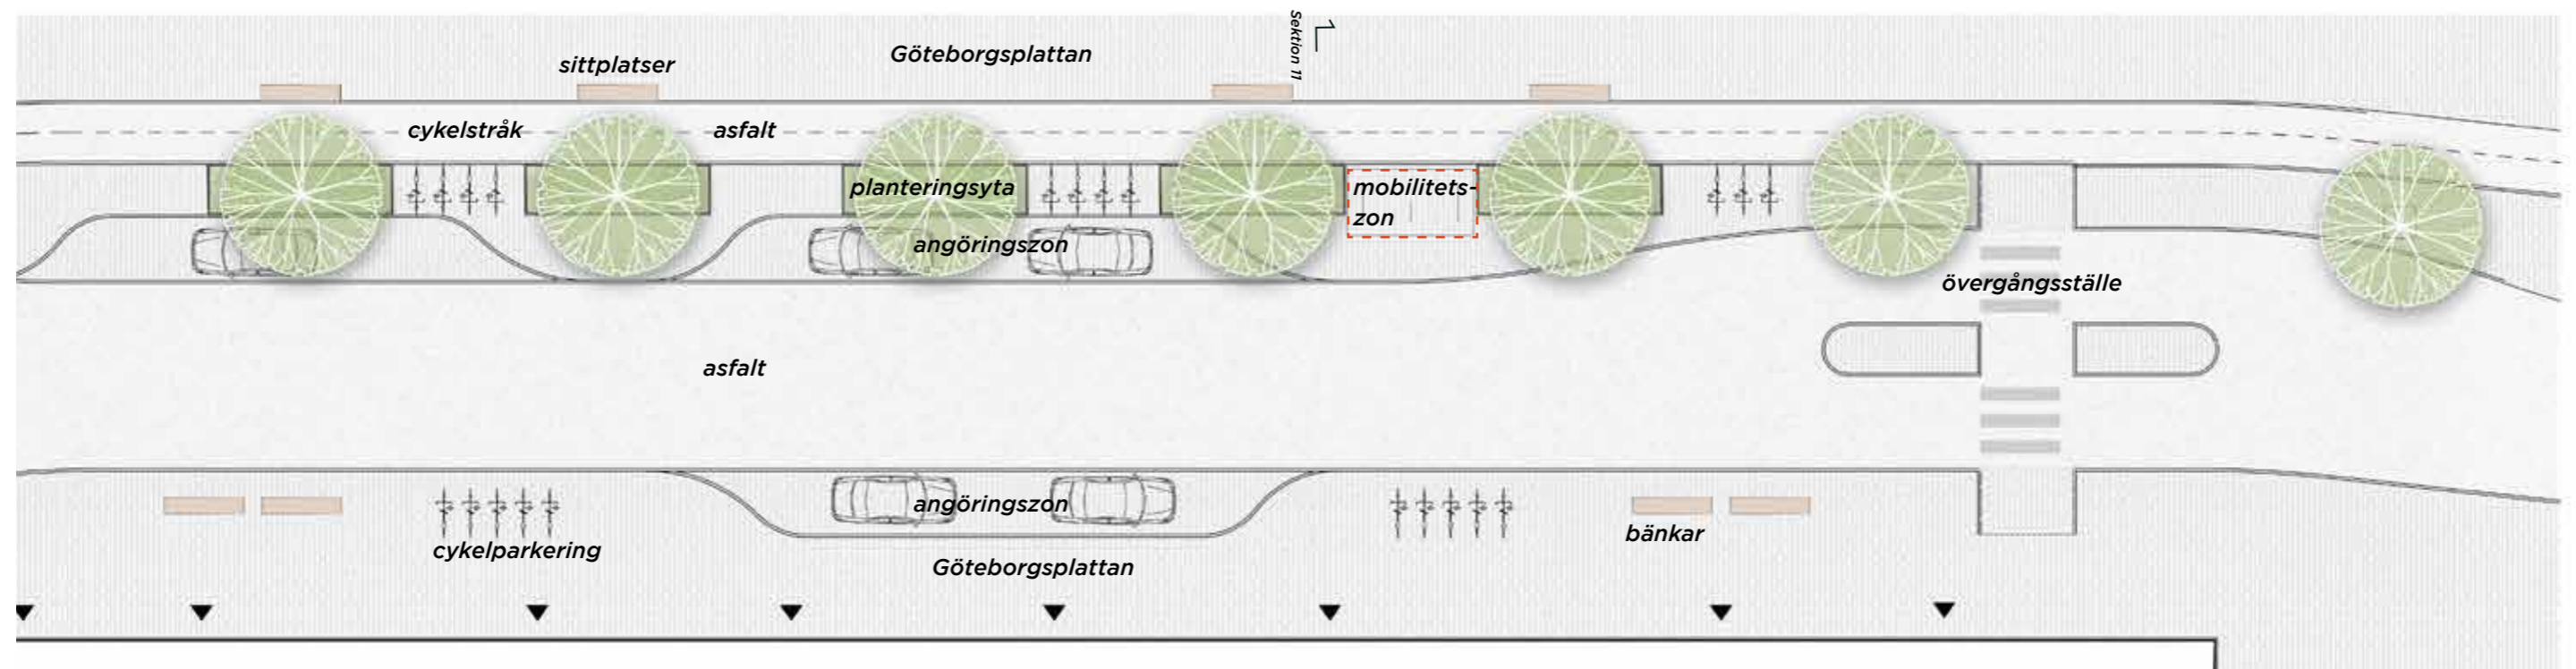 Sektion 11
Göteborgsplattan
sittplatser
cykelstråk
asfalt
planteringsyta
mobilitets-
zon
angöringszon
övergångsställe
asfalt
angöringszon
bänkar
cykelparkering
Göteborgsplattan